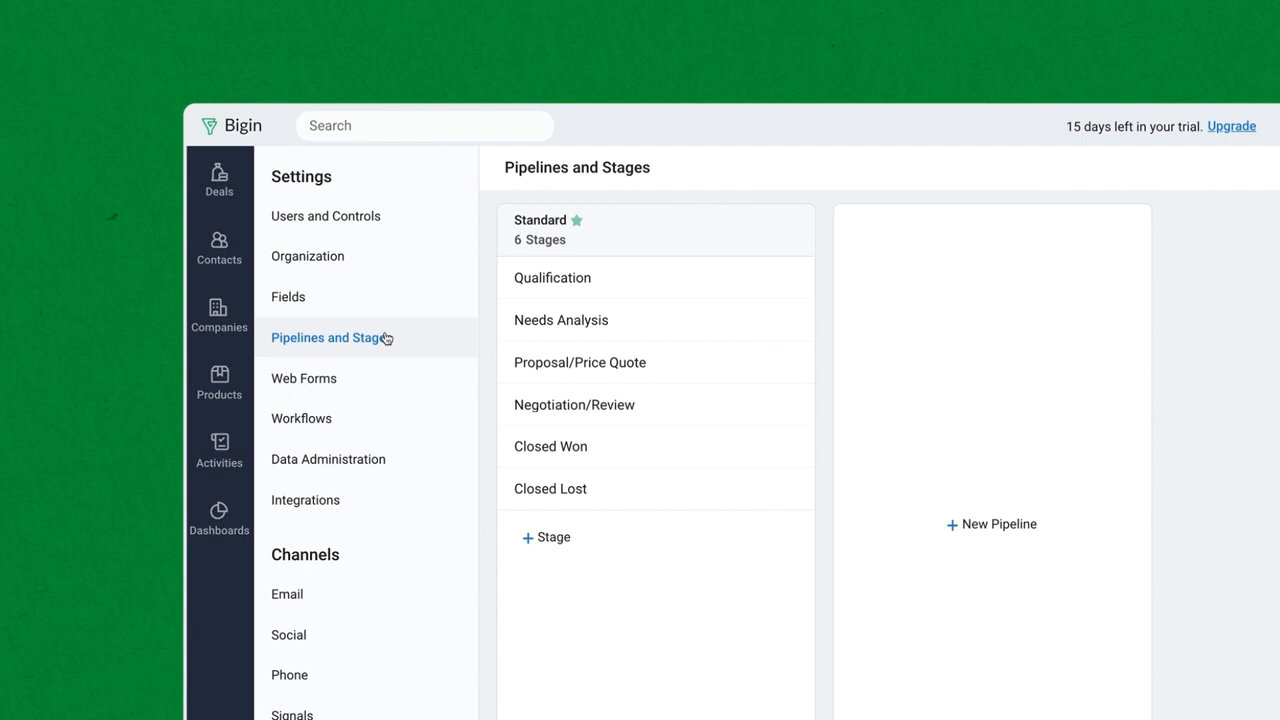 Bigin
Search
15 days left in your trial. Upgrade
Deals
Contacts
Companies
Products
Activities
Dashboards
Settings
Users and Controls
Organization
Fields
Pipelines and Stages
Web Forms
Workflows
Data Administration
Integrations
Channels
Email
Social
Phone
Signals
Pipelines and Stages
Standard
6 Stages
Qualification
Needs Analysis
Proposal/Price Quote
Negotiation/Review
Closed Won
Closed Lost
+ Stage
+ New Pipeline